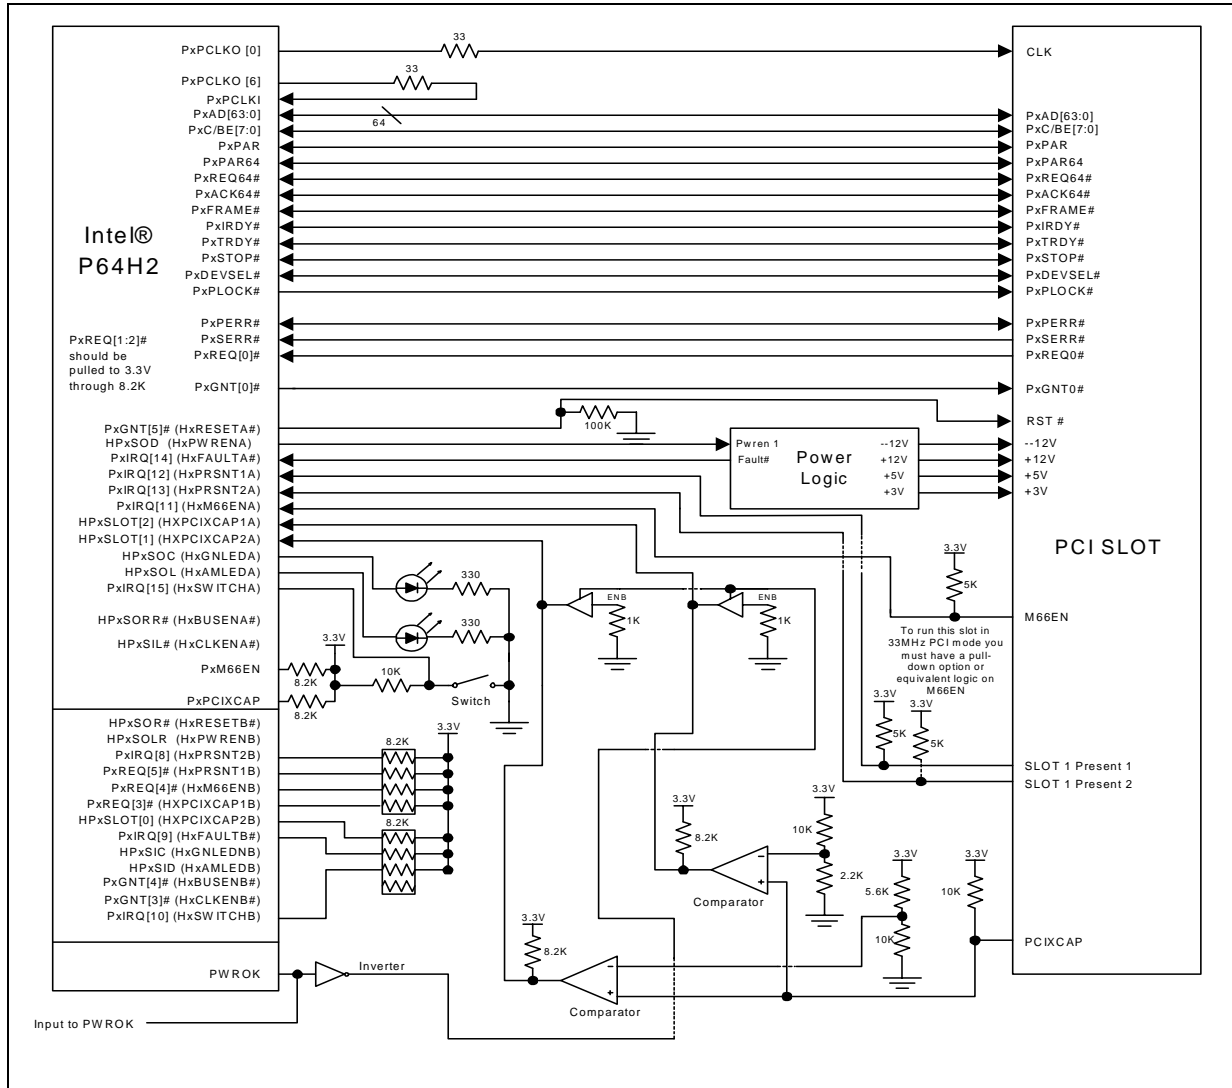 33
PxPCLKO [0]
CLK
33
PxPCLKO [6]
PxPCLKI
PxAD[63:0]
64
PxAD[63:0]
PxC/BE[7:0]
PxC/BE[7:0]
PxPAR
PxPAR
PxPAR64
PxPAR64
PxREQ64#
PxREQ64#
PxACK64#
PxACK64#
PxFRAME#
PxFRAME#
PxIRDY#
PxIRDY#
PxTRDY#
PxTRDY#
PxSTOP#
PxSTOP#
PxDEVSEL#
PxDEVSEL#
PxPLOCK#
PxPLOCK#
Intel®
P64H2
PxPERR#
PxPERR#
PxSERR#
PxSERR#
PxREQ[0]#
PxREQ0#
PxREQ[1:2]#
should be
pulled to 3.3V
through 8.2K
PxGNT[0]#
PxGNT0#
PxGNT[5]# (HxRESETA#)
100K
RST #
HPxSOD (HxPWRENA)
PxIRQ[14] (HxFAULTA#)
PxIRQ[12] (HxPRSNT1A)
PxIRQ[13] (HxPRSNT2A)
PxIRQ[11] (HxM66ENA)
HPxSLOT[2] (HXPCIXCAP1A)
HPxSLOT[1] (HXPCIXCAP2A)
HPxSOC (HxGNLEDA)
HPxSOL (HxAMLEDA)
PxIRQ[15] (HxSWITCHA)
HPxSORR# (HxBUSENA#)
HPxSIL# (HxCLKENA#)
PxM66EN
PxPCIXCAP
Pwren 1
Fault#
Power
Logic
--12V
+12V
+5V
+3V
--12V
+12V
+5V
+3V
PCI SLOT
330
330
ENB
1K
ENB
1K
3.3V
5K
M66EN
To run this slot in
33MHz PCI mode you
must have a pull-
down option or
equivalent logic on
M66EN
3.3V
8.2K
8.2K
10K
Switch
3.3V
5K
3.3V
5K
SLOT 1 Present 1
SLOT 1 Present 2
HPxSOR# (HxRESETB#)
HPxSOLR (HxPWRENB)
PxIRQ[8] (HxPRSNT2B)
PxREQ[5]# (HxPRSNT1B)
PxREQ[4]# (HxM66ENB)
PxREQ[3]# (HXPCIXCAP1B)
HPxSLOT[0] (HXPCIXCAP2B)
PxIRQ[9] (HxFAULTB#)
HPxSIC (HxGNLEDNB)
HPxSID (HxAMLEDB)
PxGNT[4]# (HxBUSENB#)
PxGNT[3]# (HxCLKENB#)
PxIRQ[10] (HxSWITCHB)
3.3V
8.2K
8.2K
3.3V
8.2K
Comparator
3.3V
10K
2.2K
3.3V
5.6K
10K
3.3V
10K
PCIXCAP
3.3V
8.2K
Comparator
PWROK
Inverter
Input to PWROK